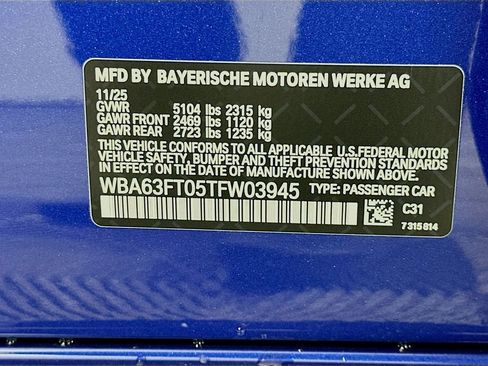 MFD BY BAYERISCHE MOTOREN WERKE AG
11/25
GVWR 5104 lbs 2315 kg
GAWR FRONT 2469 lbs 1120 kg
GAWR REAR 2723 lbs 1235 kg
THIS VEHICLE CONFORMS TO ALL APPLICABLE U.S.FEDERAL MOTOR
VEHICLE SAFETY, BUMPER AND THEFT PREVENTION STANDARDS
IN EFFECT ON THE DATE OF MANUFACTURE SHOWN ABOVE.
WBA63FT05TFW03945 TYPE: PASSENGER CAR
C31
7315814